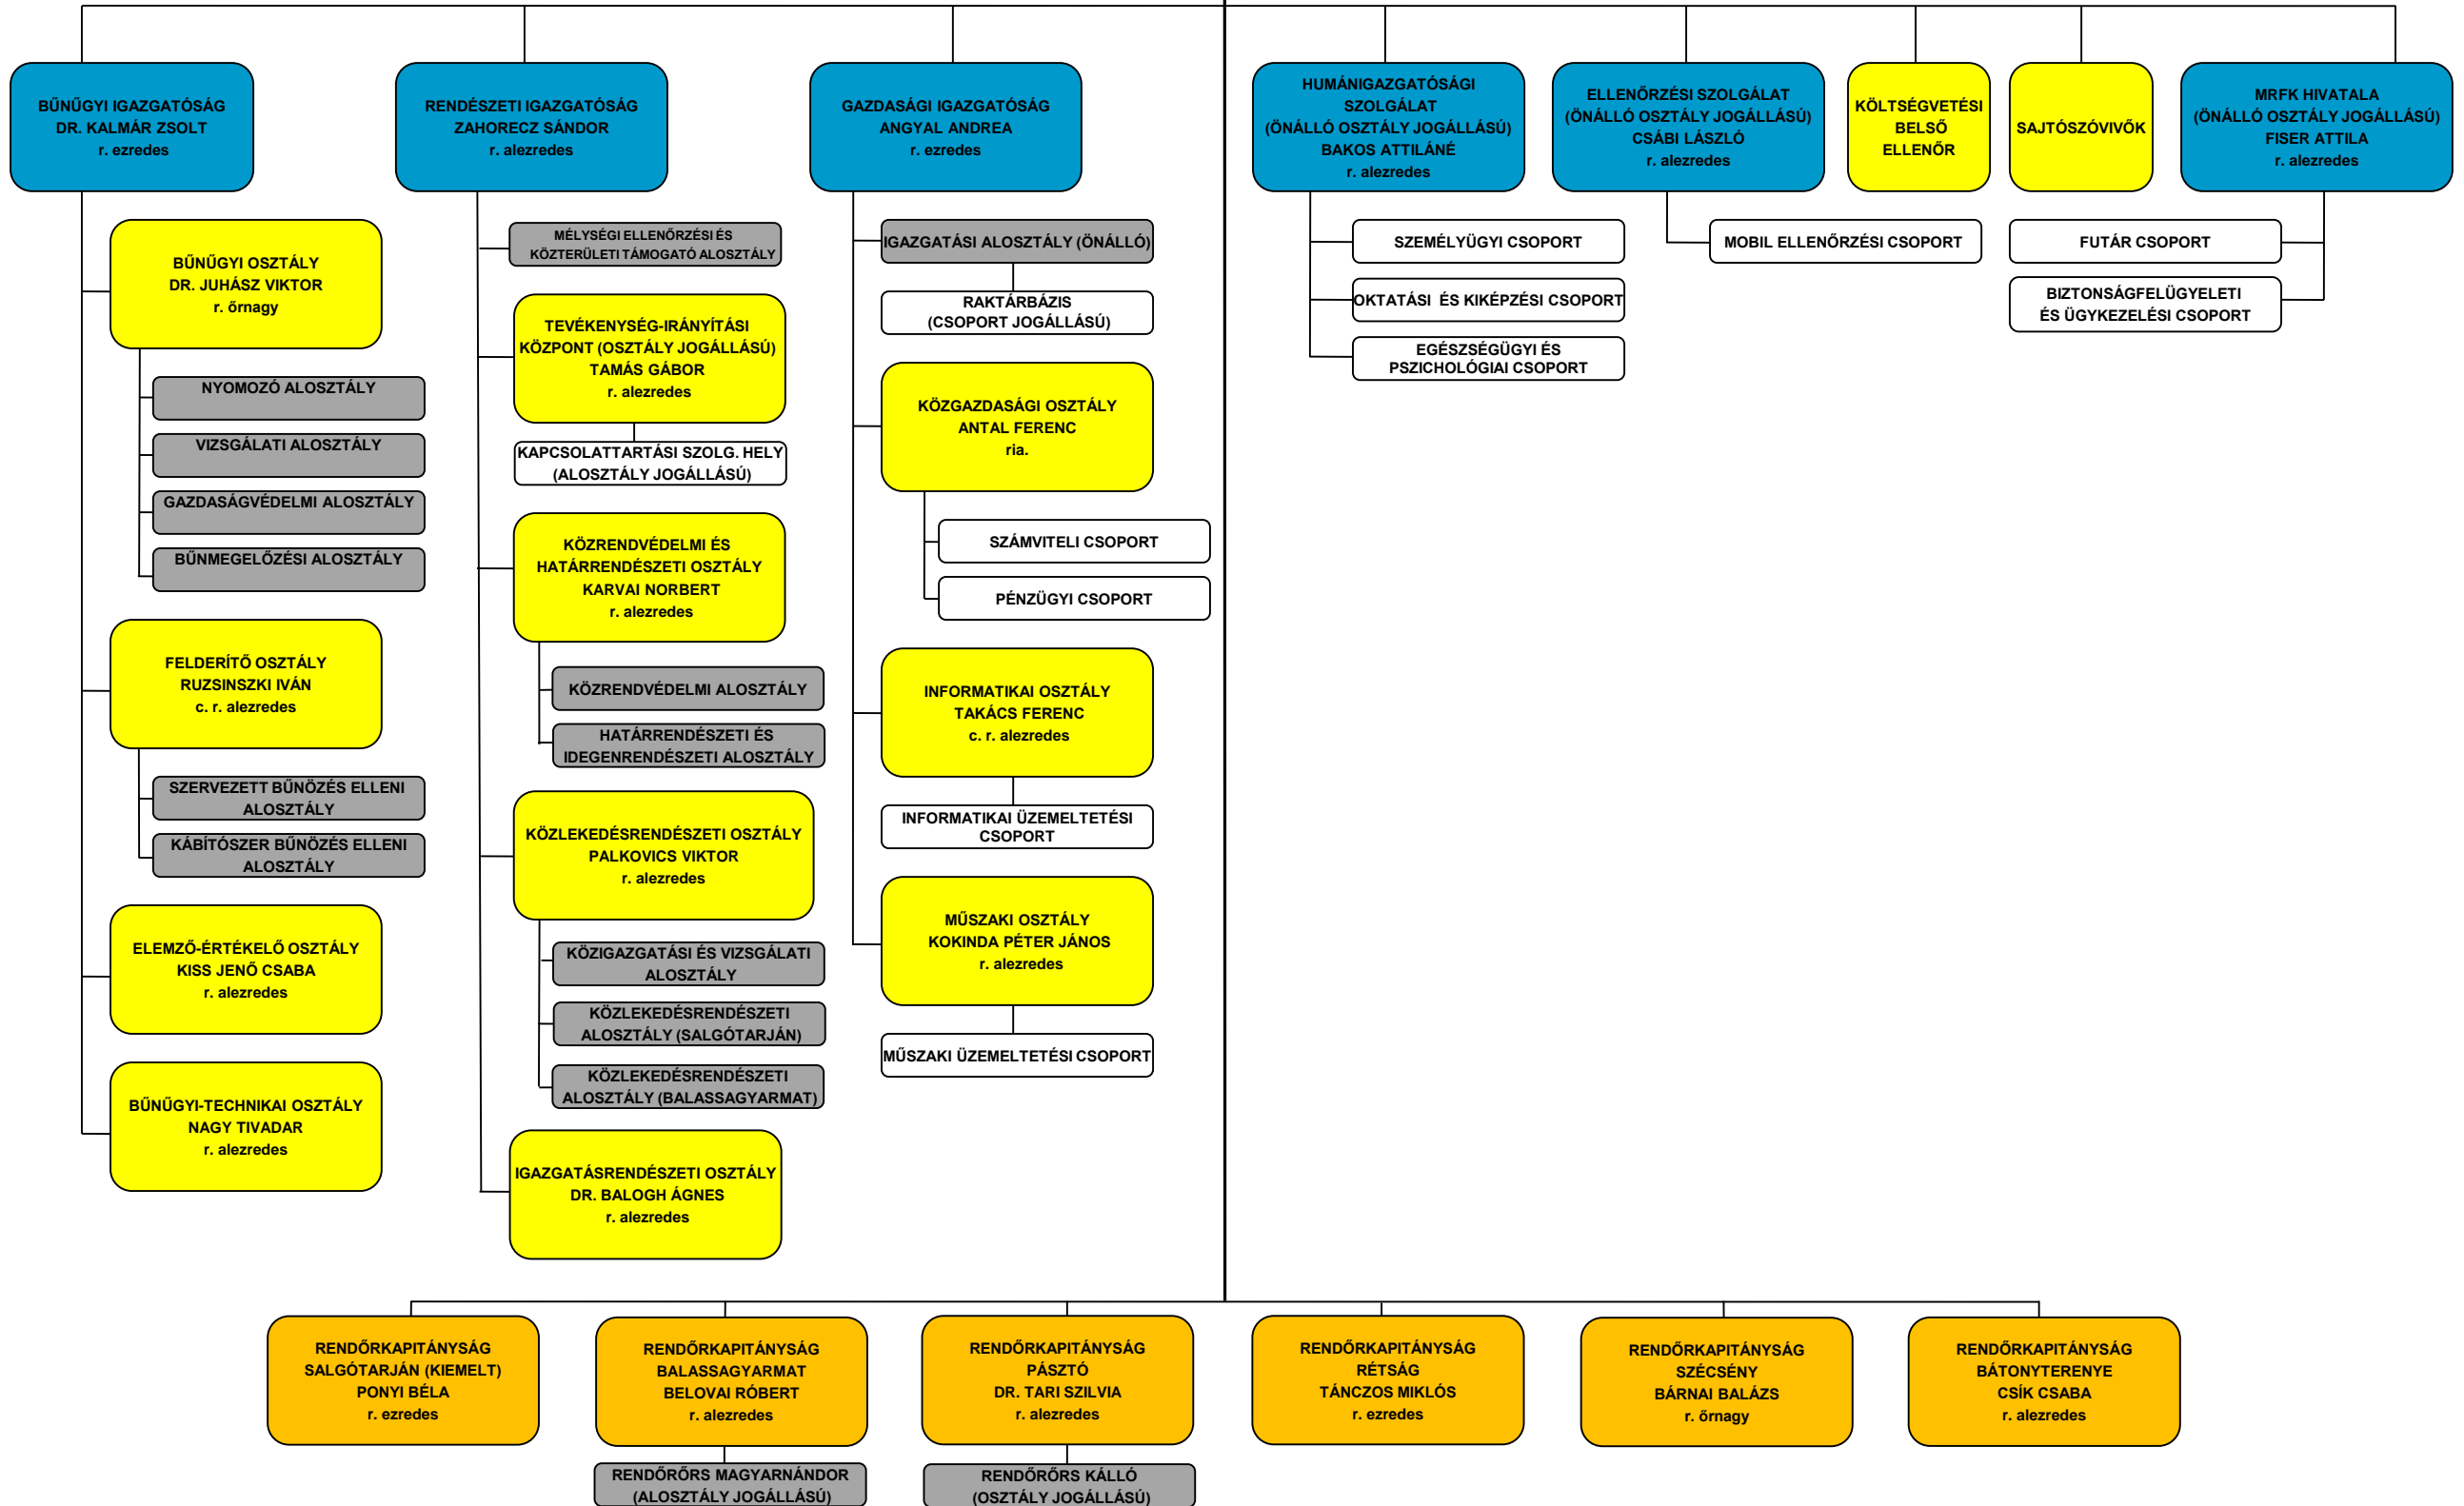 BŰNÜGYI IGAZGATÓSÁG
DR. KALMÁR ZSOLT
r. ezredes
RENDÉSZETI IGAZGATÓSÁG
ZAHORECZ SÁNDOR
r. alezredes
GAZDASÁGI IGAZGATÓSÁG
ANGYAL ANDREA
r. ezredes
HUMÁNIGAZGATÓSÁGI
SZOLGÁLAT
(ÖNÁLLÓ OSZTÁLY JOGÁLLÁSÚ)
BAKOS ATTILÁNÉ
r. alezredes
ELLENŐRZÉSI SZOLGÁLAT
(ÖNÁLLÓ OSZTÁLY JOGÁLLÁSÚ)
CSÁBI LÁSZLÓ
r. alezredes
KÖLTSÉGVETÉSI
BELSŐ
ELLENŐR
SAJTÓSZÓVIVŐK
MRFK HIVATALA
(ÖNÁLLÓ OSZTÁLY JOGÁLLÁSÚ)
FISER ATTILA
r. alezredes
BŰNÜGYI OSZTÁLY
DR. JUHÁSZ VIKTOR
r. őrnagy
NYOMOZÓ ALOSZTÁLY
VIZSGÁLATI ALOSZTÁLY
GAZDASÁGVÉDELMI ALOSZTÁLY
BŰNMEGELŐZÉSI ALOSZTÁLY
FELDERÍTŐ OSZTÁLY
RUZSINSZKI IVÁN
c. r. alezredes
SZERVEZETT BŰNÖZÉS ELLENI
ALOSZTÁLY
KÁBÍTÓSZER BŰNÖZÉS ELLENI
ALOSZTÁLY
ELEMZŐ-ÉRTÉKELŐ OSZTÁLY
KISS JENŐ CSABA
r. alezredes
BŰNÜGYI-TECHNIKAI OSZTÁLY
NAGY TIVADAR
r. alezredes
MÉLYSÉGI ELLENŐRZÉSI ÉS
KÖZTERÜLETI TÁMOGATÓ ALOSZTÁLY
TEVÉKENYSÉG-IRÁNYÍTÁSI
KÖZPONT (OSZTÁLY JOGÁLLÁSÚ)
TAMÁS GÁBOR
r. alezredes
KAPCSOLATTARTÁSI SZOLG. HELY
(ALOSZTÁLY JOGÁLLÁSÚ)
KÖZRENDVÉDELMI ÉS
HATÁRRENDÉSZETI OSZTÁLY
KARVAI NORBERT
r. alezredes
KÖZRENDVÉDELMI ALOSZTÁLY
HATÁRRENDÉSZETI ÉS
IDEGENRENDÉSZETI ALOSZTÁLY
KÖZLEKEDÉSRENDÉSZETI OSZTÁLY
PALKOVICS VIKTOR
r. alezredes
KÖZIGAZGATÁSI ÉS VIZSGÁLATI
ALOSZTÁLY
KÖZLEKEDÉSRENDÉSZETI
ALOSZTÁLY (SALGÓTARJÁN)
KÖZLEKEDÉSRENDÉSZETI
ALOSZTÁLY (BALASSAGYARMAT)
IGAZGATÁSRENDÉSZETI OSZTÁLY
DR. BALOGH ÁGNES
r. alezredes
IGAZGATÁSI ALOSZTÁLY (ÖNÁLLÓ)
RAKTÁRBÁZIS
(CSOPORT JOGÁLLÁSÚ)
KÖZGAZDASÁGI OSZTÁLY
ANTAL FERENC
ria.
SZÁMVITELI CSOPORT
PÉNZÜGYI CSOPORT
INFORMATIKAI OSZTÁLY
TAKÁCS FERENC
c. r. alezredes
INFORMATIKAI ÜZEMELTETÉSI
CSOPORT
MŰSZAKI OSZTÁLY
KOKINDA PÉTER JÁNOS
r. alezredes
MŰSZAKI ÜZEMELTETÉSI CSOPORT
SZEMÉLYÜGYI CSOPORT
OKTATÁSI ÉS KIKÉPZÉSI CSOPORT
EGÉSZSÉGÜGYI ÉS
PSZICHOLÓGIAI CSOPORT
MOBIL ELLENŐRZÉSI CSOPORT
FUTÁR CSOPORT
BIZTONSÁGFELÜGYELETI
ÉS ÜGYKEZELÉSI CSOPORT
RENDŐRKAPITÁNYSÁG
SALGÓTARJÁN (KIEMELT)
PONYI BÉLA
r. ezredes
RENDŐRKAPITÁNYSÁG
BALASSAGYARMAT
BELOVAI RÓBERT
r. alezredes
RENDŐRŐRS MAGYARNÁNDOR
(ALOSZTÁLY JOGÁLLÁSÚ)
RENDŐRKAPITÁNYSÁG
PÁSZTÓ
DR. TARI SZILVIA
r. alezredes
RENDŐRŐRS KÁLLÓ
(OSZTÁLY JOGÁLLÁSÚ)
RENDŐRKAPITÁNYSÁG
RÉTSÁG
TÁNCZOS MIKLÓS
r. ezredes
RENDŐRKAPITÁNYSÁG
SZÉCSÉNY
BÁRNAI BALÁZS
r. őrnagy
RENDŐRKAPITÁNYSÁG
BÁTONYTERENYE
CSÍK CSABA
r. alezredes